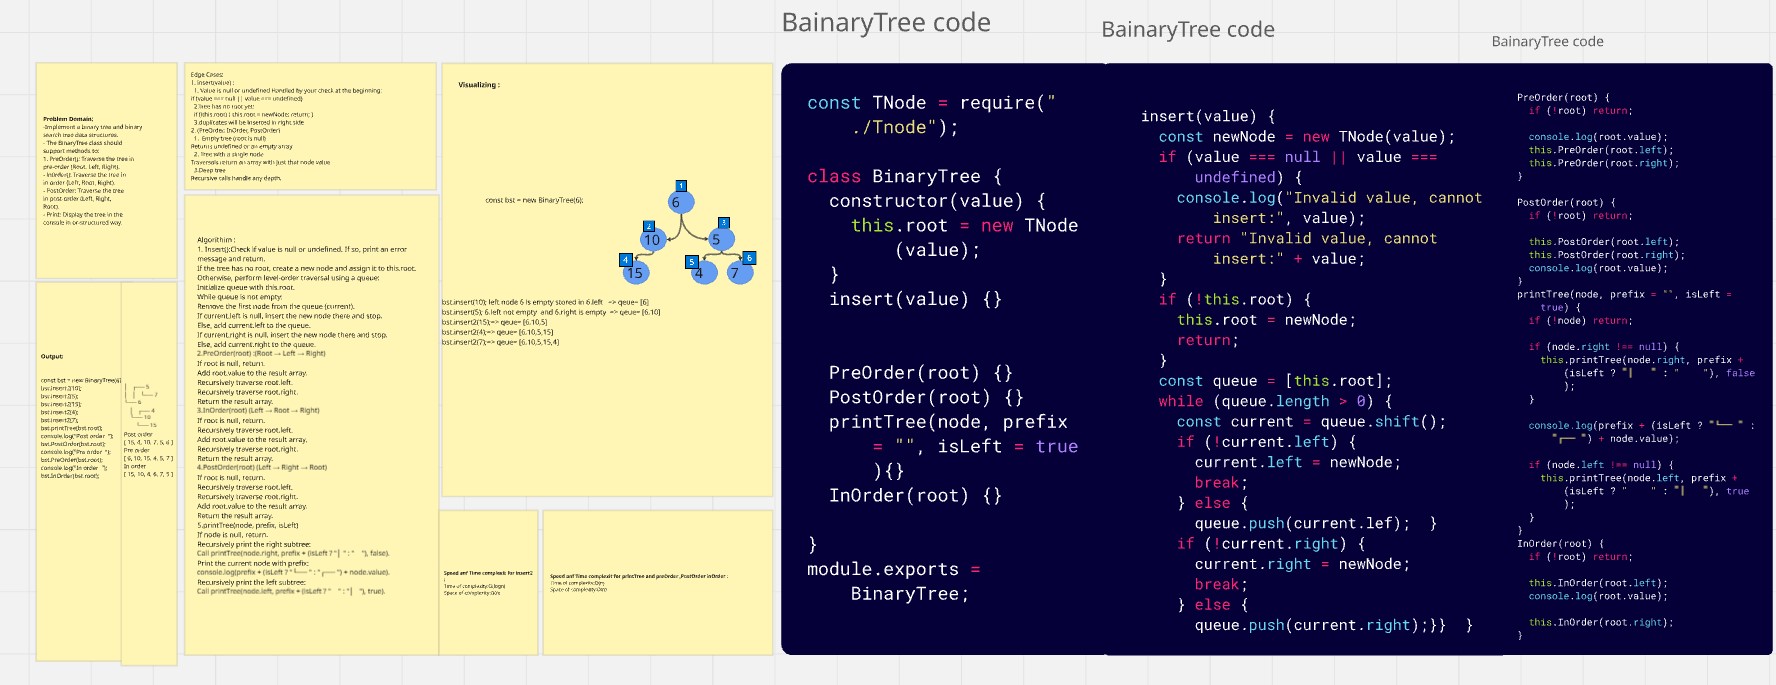 BainaryTree code
BainaryTree code
BainaryTree code
Problem Domain:
-Implement a binary tree and binary
search tree data structures.
- The BinaryTree class should
support methods to:
1. PreOrder(): Traverse the tree in
pre-order (Root, Left, Right).
- InOrder(): Traverse the tree in
in order (Left, Root, Right).
- PostOrder: Traverse the tree
in post-order (Left, Right,
Root).
- Print: Display the tree in the
console in or structured way.
Output:
const bst = new BinaryTree(6)
bst.insert2(10);
bst.insert2(5);
bst.insert2(15);
bst.insert2(4);
bst.insert2(7);
bst.printTree(bst.root);
console.log("Post order ");
bst.PostOrder(bst.root);
console.log("Pre order ");
bst.PreOrder(bst.root);
console.log("In order ");
bst.InOrder(bst.root);
┌── 5
│ └── 7
└── 6
│ ┌── 4
└── 10
└── 15
Post order
[ 15, 4, 10, 7, 5, 6 ]
Pre order
[ 6, 10, 15, 4, 5, 7 ]
In order
[ 15, 10, 4, 6, 7, 5 ]
Edge Cases:
1. Insert(value) :
1. Value is null or undefined Handled by your check at the beginning:
if (value === null || value === undefined)
2.Tree has no root yet:
if (!this.root) { this.root = newNode; return; }
3.duplicates will be inserted in right side
2. (PreOrder, InOrder, PostOrder)
1. Empty tree (root is null)
Returns undefined or an empty array
2. Tree with a single node
Traversals return an array with just that node value
3.Deep tree
Recursive calls handle any depth.
Algorithm :
1. Insert():Check if value is null or undefined. If so, print an error
message and return.
If the tree has no root, create a new node and assign it to this.root.
Otherwise, perform level-order traversal using a queue:
Initialize queue with this.root.
While queue is not empty:
Remove the first node from the queue (current).
If current.left is null, insert the new node there and stop.
Else, add current.left to the queue.
If current.right is null, insert the new node there and stop.
Else, add current.right to the queue.
2.PreOrder(root) :(Root → Left → Right)
If root is null, return.
Add root.value to the result array.
Recursively traverse root.left.
Recursively traverse root.right.
Return the result array.
3.InOrder(root) (Left → Root → Right)
If root is null, return.
Recursively traverse root.left.
Add root.value to the result array.
Recursively traverse root.right.
Return the result array.
4.PostOrder(root) (Left → Right → Root)
If root is null, return.
Recursively traverse root.left.
Recursively traverse root.right.
Add root.value to the result array.
Return the result array.
5.printTree(node, prefix, isLeft)
If node is null, return.
Recursively print the right subtree:
Call printTree(node.right, prefix + (isLeft ? "│ " : " "), false).
Print the current node with prefix:
console.log(prefix + (isLeft ? "└── " : "┌── ") + node.value).
Recursively print the left subtree:
Call printTree(node.left, prefix + (isLeft ? " " : "│ "), true).
Visualizing :
const bst = new BinaryTree(6);
1
6
2
10
3
5
4
15
5
4
6
7
bst.insert(10); left node 6 is empty stored in 6.left => qeue= [6]
bst.insert(5); 6.left not empty and 6.right is empty => qeue= [6,10]
bst.insert2(15);=> qeue= [6,10,5]
bst.insert2(4);=> qeue= [6,10,5,15]
bst.insert2(7);=> qeue= [6,10,5,15,4]
Speed anf Time complexit for Insert2
:
Time of complexity:O(logn)
Space of complexity:O(n)
Speed anf Time complexit for printTree and preOrder ,PostOrder inOrder :
Time of complexity:O(n)
Space of complexity:O(n)
const TNode = require("
./Tnode");
class BinaryTree {
constructor(value) {
this.root = new TNode
(value);
}
insert(value) {}
PreOrder(root) {}
PostOrder(root) {}
printTree(node, prefix
= "", isLeft = true
){}
InOrder(root) {}
}
module.exports =
BinaryTree;
insert(value) {
const newNode = new TNode(value);
if (value === null || value ===
undefined) {
console.log("Invalid value, cannot
insert:", value);
return "Invalid value, cannot
insert:" + value;
}
if (!this.root) {
this.root = newNode;
return;
}
const queue = [this.root];
while (queue.length > 0) {
const current = queue.shift();
if (!current.left) {
current.left = newNode;
break;
} else {
queue.push(current.lef); }
if (!current.right) {
current.right = newNode;
break;
} else {
queue.push(current.right);}} }
PreOrder(root) {
if (!root) return;
console.log(root.value);
this.PreOrder(root.left);
this.PreOrder(root.right);
}
PostOrder(root) {
if (!root) return;
this.PostOrder(root.left);
this.PostOrder(root.right);
console.log(root.value);
}
printTree(node, prefix = "", isLeft =
true) {
if (!node) return;
if (node.right !== null) {
this.printTree(node.right, prefix +
(isLeft ? "│ " : " "), false
);
}
console.log(prefix + (isLeft ? "└── " :
"┌── ") + node.value);
if (node.left !== null) {
this.printTree(node.left, prefix +
(isLeft ? " " : "│ "), true
);
}
}
InOrder(root) {
if (!root) return;
this.InOrder(root.left);
console.log(root.value);
this.InOrder(root.right);
}